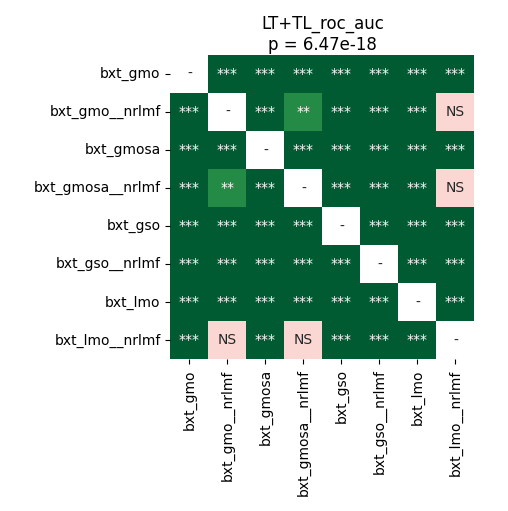 LT+TL_roc_auc
p = 6.47e-18
bxt_gmo - *** *** *** *** *** *** ***
bxt_gmo__nrlmf *** - *** ** *** *** *** NS
bxt_gmosa *** *** - *** *** *** *** ***
bxt_gmosa__nrlmf *** ** *** - *** *** *** NS
bxt_gso *** *** *** *** - *** *** ***
bxt_gso__nrlmf *** *** *** *** *** - *** ***
bxt_lmo *** *** *** *** *** *** - ***
bxt_lmo__nrlmf *** NS *** NS *** *** *** -
bxt_gmo
bxt_gmo__nrlmf
bxt_gmosa
bxt_gmosa__nrlmf
bxt_gso
bxt_gso__nrlmf
bxt_lmo
bxt_lmo__nrlmf